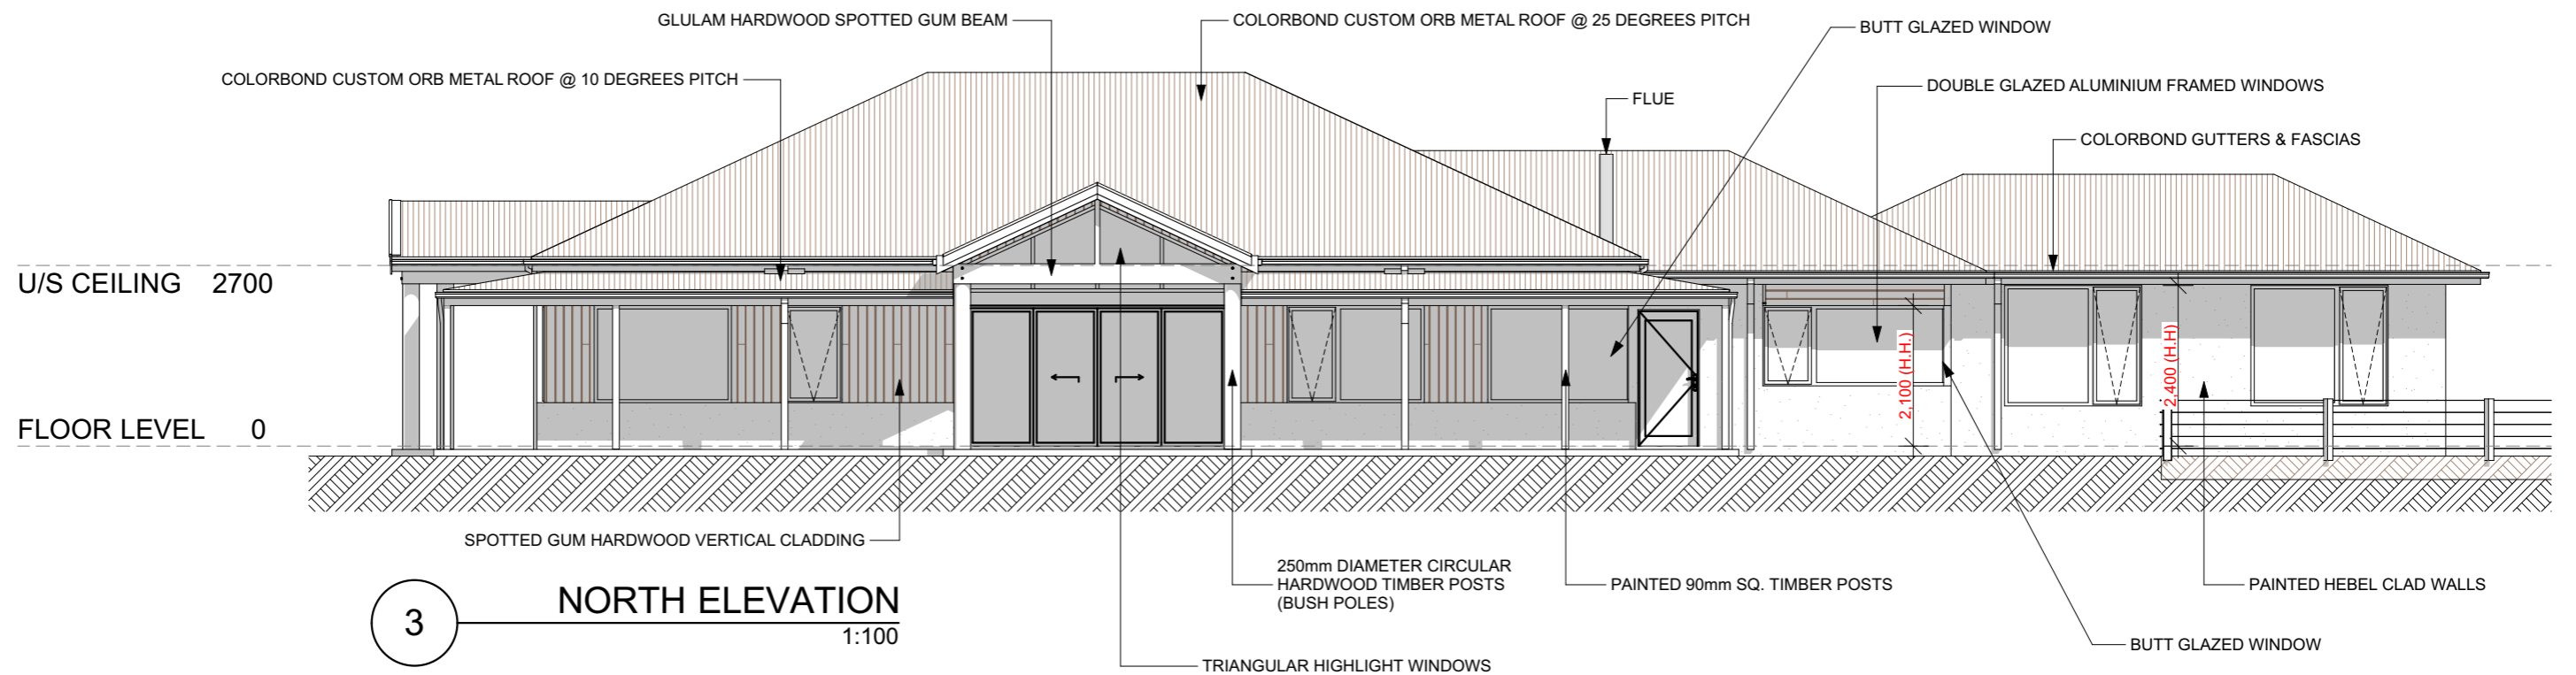 GLULAM HARDWOOD SPOTTED GUM BEAM
COLORBOND CUSTOM ORB METAL ROOF @ 25 DEGREES PITCH
BUTT GLAZED WINDOW
COLORBOND CUSTOM ORB METAL ROOF @ 10 DEGREES PITCH
DOUBLE GLAZED ALUMINIUM FRAMED WINDOWS
FLUE
COLORBOND GUTTERS & FASCIAS
U/S CEILING 2700
2,100 (H.H.)
2,400 (H.H)
FLOOR LEVEL 0
SPOTTED GUM HARDWOOD VERTICAL CLADDING
250mm DIAMETER CIRCULAR
HARDWOOD TIMBER POSTS
(BUSH POLES)
PAINTED 90mm SQ. TIMBER POSTS
PAINTED HEBEL CLAD WALLS
3
NORTH ELEVATION
1:100
BUTT GLAZED WINDOW
TRIANGULAR HIGHLIGHT WINDOWS